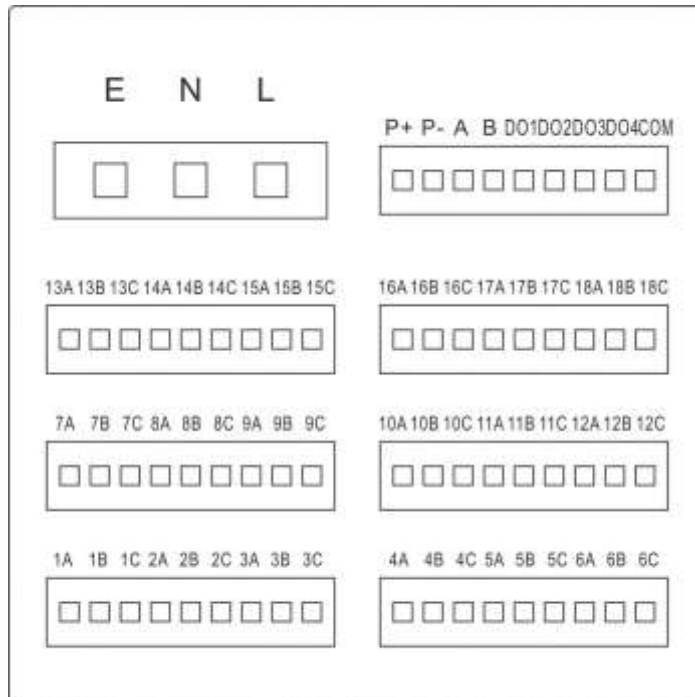 E N L
P+ P- A B DO1DO2DO3DO4COM
13A 13B 13C 14A 14B 14C 15A 15B 15C
16A 16B 16C 17A 17B 17C 18A 18B 18C
7A 7B 7C 8A 8B 8C 9A 9B 9C
10A 10B 10C 11A 11B 11C 12A 12B 12C
1A 1B 1C 2A 2B 2C 3A 3B 3C
4A 4B 4C 5A 5B 5C 6A 6B 6C